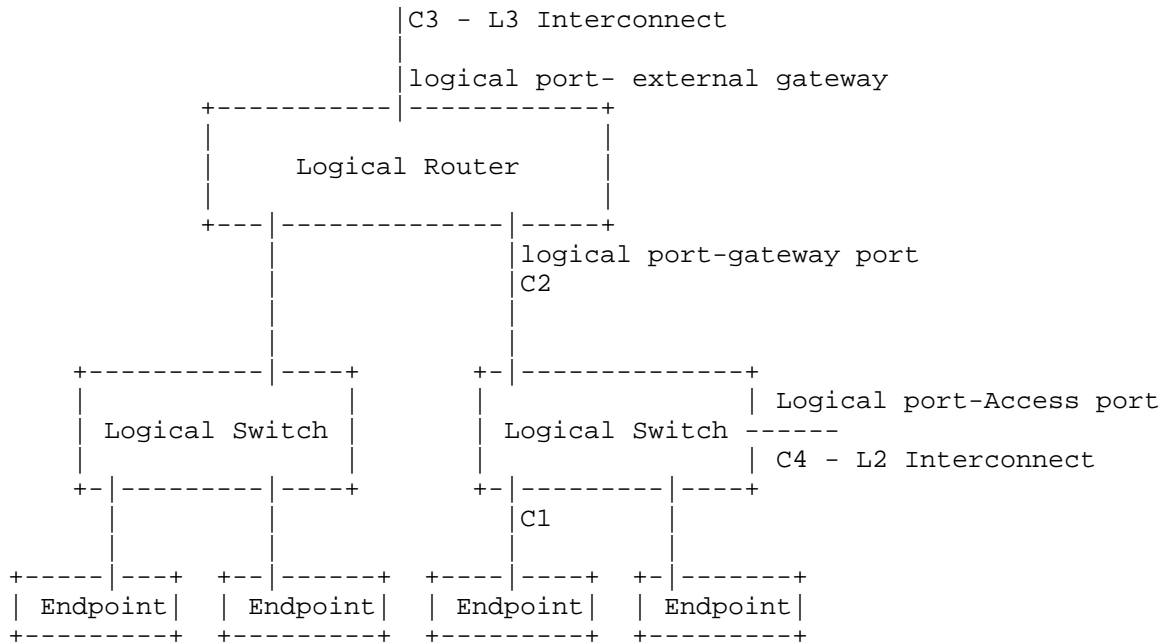 C3 - L3 Interconnect
logical port- external gateway
Logical Router
logical port-gateway port
C2
Logical port-Access port
Logical Switch
Logical Switch
C4 - L2 Interconnect
C1
Endpoint
Endpoint
Endpoint
Endpoint